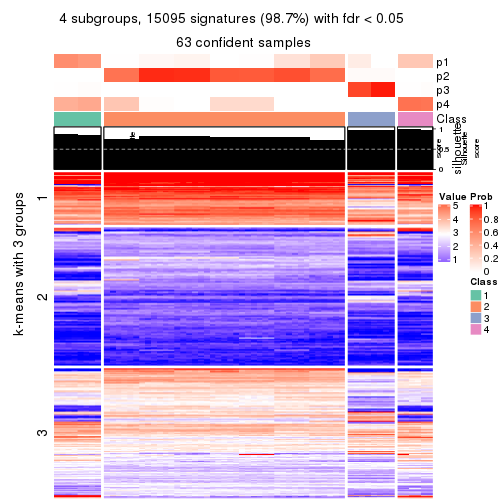 4 subgroups, 15095 signatures (98.7%) with fdr < 0.05
63 confident samples
p1
p2
p3
p4
Class
1
0.5
0
silhouette
Silhouette
score
k-means with 3 groups
1
2
3
Value
5
4
3
2
1
Prob
1
0.8
0.6
0.4
0.2
0
Class
1
2
3
4